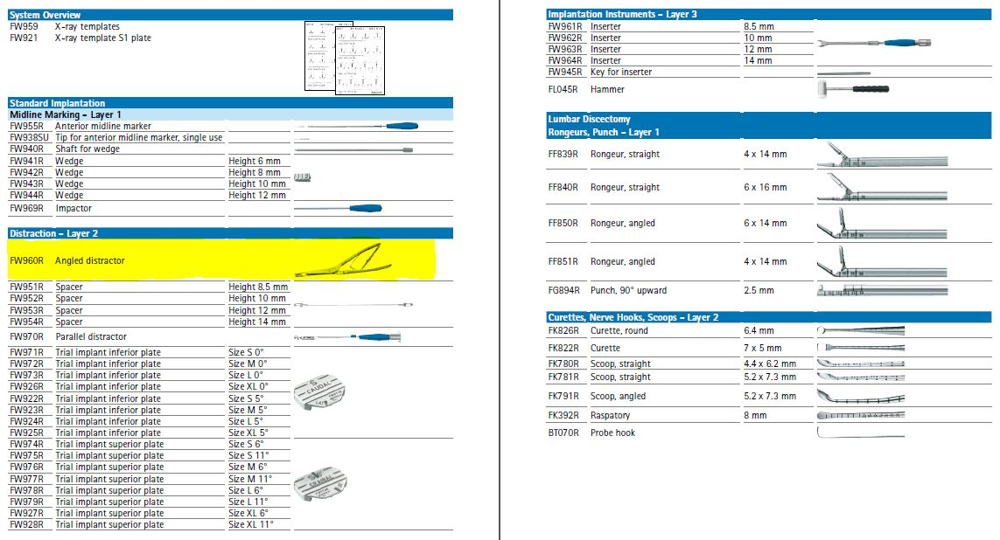 System Overview
FW959 X-ray templates
FW921 X-ray template S1 plate
Standard Implantation
Midline Marking – Layer 1
FW955R Anterior midline marker
FW938SU Tip for anterior midline marker, single use
FW940R Shaft for wedge
FW941R Wedge Height 6 mm
FW942R Wedge Height 8 mm
FW943R Wedge Height 10 mm
FW944R Wedge Height 12 mm
FW969R Impactor
Distraction – Layer 2
FW960R Angled distractor
FW951R Spacer Height 8.5 mm
FW952R Spacer Height 10 mm
FW953R Spacer Height 12 mm
FW954R Spacer Height 14 mm
FW970R Parallel distractor
FW971R Trial implant inferior plate Size S 0°
FW972R Trial implant inferior plate Size M 0°
FW973R Trial implant inferior plate Size L 0°
FW926R Trial implant inferior plate Size XL 0°
FW922R Trial implant inferior plate Size S 5°
FW923R Trial implant inferior plate Size M 5°
FW924R Trial implant inferior plate Size L 5°
FW925R Trial implant inferior plate Size XL 5°
S
CAUDAL
FW974R Trial implant superior plate Size S 6°
FW975R Trial implant superior plate Size S 11°
FW976R Trial implant superior plate Size M 6°
FW977R Trial implant superior plate Size M 11°
FW978R Trial implant superior plate Size L 6°
FW979R Trial implant superior plate Size L 11°
FW927R Trial implant superior plate Size XL 6°
FW928R Trial implant superior plate Size XL 11°
CRANIAL
Implantation Instruments – Layer 3
FW961R Inserter 8.5 mm
FW962R Inserter 10 mm
FW963R Inserter 12 mm
FW964R Inserter 14 mm
FW945R Key for inserter
FL045R Hammer
Lumbar Discectomy
Rongeurs, Punch – Layer 1
FF839R Rongeur, straight 4 x 14 mm
FF840R Rongeur, straight 6 x 16 mm
FF850R Rongeur, angled 6 x 14 mm
FF851R Rongeur, angled 4 x 14 mm
FG894R Punch, 90° upward 2.5 mm
Curettes, Nerve Hooks, Scoops – Layer 2
FK826R Curette, round 6.4 mm
FK822R Curette 7 x 5 mm
FK780R Scoop, straight 4.4 x 6.2 mm
FK781R Scoop, straight 5.2 x 7.3 mm
FK791R Scoop, angled 5.2 x 7.3 mm
FK392R Raspatory 8 mm
BT070R Probe hook